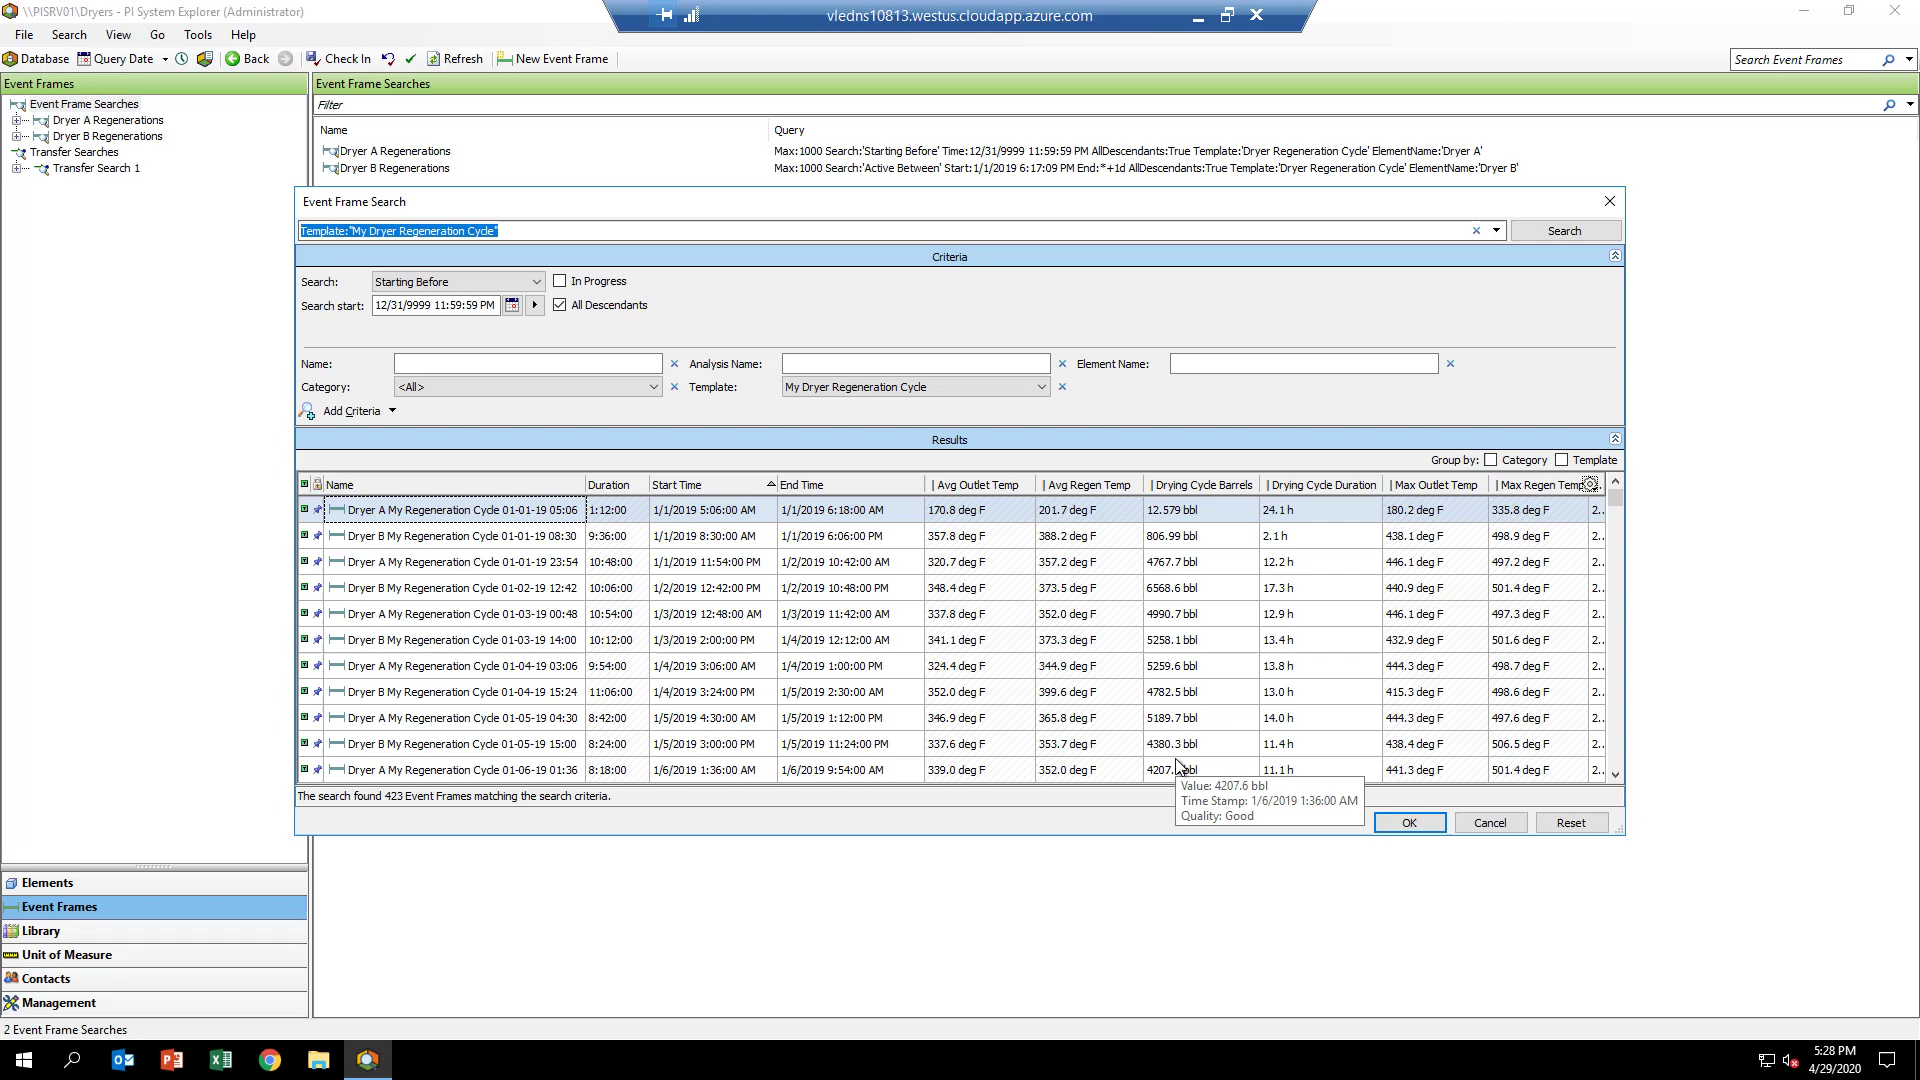 \\PISRV01\Dryers - PI System Explorer (Administrator)
vledns10813.westus.cloudapp.azure.com
File Search View Go Tools Help
Database Query Date Back Check In Refresh New Event Frame
Search Event Frames
Event Frames
Event Frame Searches
Dryer A Regenerations
Dryer B Regenerations
Transfer Searches
Transfer Search 1
Event Frame Searches
Filter
Name Query
Dryer A Regenerations Max:1000 Search:'Starting Before' Time:12/31/9999 11:59:59 PM AllDescendants:True Template:'Dryer Regeneration Cycle' ElementName:'Dryer A'
Dryer B Regenerations Max:1000 Search:'Active Between' Start:1/1/2019 6:17:09 PM End:*+1d AllDescendants:True Template:'Dryer Regeneration Cycle' ElementName:'Dryer B'
Event Frame Search
Template:"My Dryer Regeneration Cycle" Search
Criteria
Search: Starting Before In Progress
Search start: 12/31/9999 11:59:59 PM All Descendants
Name: Analysis Name: Element Name:
Category: <All> Template: My Dryer Regeneration Cycle
Add Criteria
Results
Group by: Category Template
Name Duration Start Time End Time | Avg Outlet Temp | Avg Regen Temp | Drying Cycle Barrels | Drying Cycle Duration | Max Outlet Temp | Max Regen Temp
Dryer A My Regeneration Cycle 01-01-19 05:06 1:12:00 1/1/2019 5:06:00 AM 1/1/2019 6:18:00 AM 170.8 deg F 201.7 deg F 12.579 bbl 24.1 h 180.2 deg F 335.8 deg F 2..
Dryer B My Regeneration Cycle 01-01-19 08:30 9:36:00 1/1/2019 8:30:00 AM 1/1/2019 6:06:00 PM 357.8 deg F 388.2 deg F 806.99 bbl 2.1 h 438.1 deg F 498.9 deg F 2..
Dryer A My Regeneration Cycle 01-01-19 23:54 10:48:00 1/1/2019 11:54:00 PM 1/2/2019 10:42:00 AM 320.7 deg F 357.2 deg F 4767.7 bbl 12.2 h 446.1 deg F 497.2 deg F 2..
Dryer B My Regeneration Cycle 01-02-19 12:42 10:06:00 1/2/2019 12:42:00 PM 1/2/2019 10:48:00 PM 348.4 deg F 373.5 deg F 6568.6 bbl 17.3 h 440.9 deg F 501.4 deg F 2..
Dryer A My Regeneration Cycle 01-03-19 00:48 10:54:00 1/3/2019 12:48:00 AM 1/3/2019 11:42:00 AM 337.8 deg F 352.0 deg F 4990.7 bbl 12.9 h 446.1 deg F 497.3 deg F 2..
Dryer B My Regeneration Cycle 01-03-19 14:00 10:12:00 1/3/2019 2:00:00 PM 1/4/2019 12:12:00 AM 341.1 deg F 373.3 deg F 5258.1 bbl 13.4 h 432.9 deg F 501.6 deg F 2..
Dryer A My Regeneration Cycle 01-04-19 03:06 9:54:00 1/4/2019 3:06:00 AM 1/4/2019 1:00:00 PM 324.4 deg F 344.9 deg F 5259.6 bbl 13.8 h 444.3 deg F 498.7 deg F 2..
Dryer B My Regeneration Cycle 01-04-19 15:24 11:06:00 1/4/2019 3:24:00 PM 1/5/2019 2:30:00 AM 352.0 deg F 399.6 deg F 4782.5 bbl 13.0 h 415.3 deg F 498.6 deg F 2..
Dryer A My Regeneration Cycle 01-05-19 04:30 8:42:00 1/5/2019 4:30:00 AM 1/5/2019 1:12:00 PM 346.9 deg F 365.8 deg F 5189.7 bbl 14.0 h 444.3 deg F 497.6 deg F 2..
Dryer B My Regeneration Cycle 01-05-19 15:00 8:24:00 1/5/2019 3:00:00 PM 1/5/2019 11:24:00 PM 337.6 deg F 353.7 deg F 4380.3 bbl 11.4 h 438.4 deg F 506.5 deg F 2..
Dryer A My Regeneration Cycle 01-06-19 01:36 8:18:00 1/6/2019 1:36:00 AM 1/6/2019 9:54:00 AM 339.0 deg F 352.0 deg F 4207. bbl 11.1 h 441.3 deg F 501.4 deg F 2..
Value: 4207.6 bbl
Time Stamp: 1/6/2019 1:36:00 AM
Quality: Good
The search found 423 Event Frames matching the search criteria.
OK Cancel Reset
Elements
Event Frames
Library
Unit of Measure
Contacts
Management
2 Event Frame Searches
5:28 PM
4/29/2020